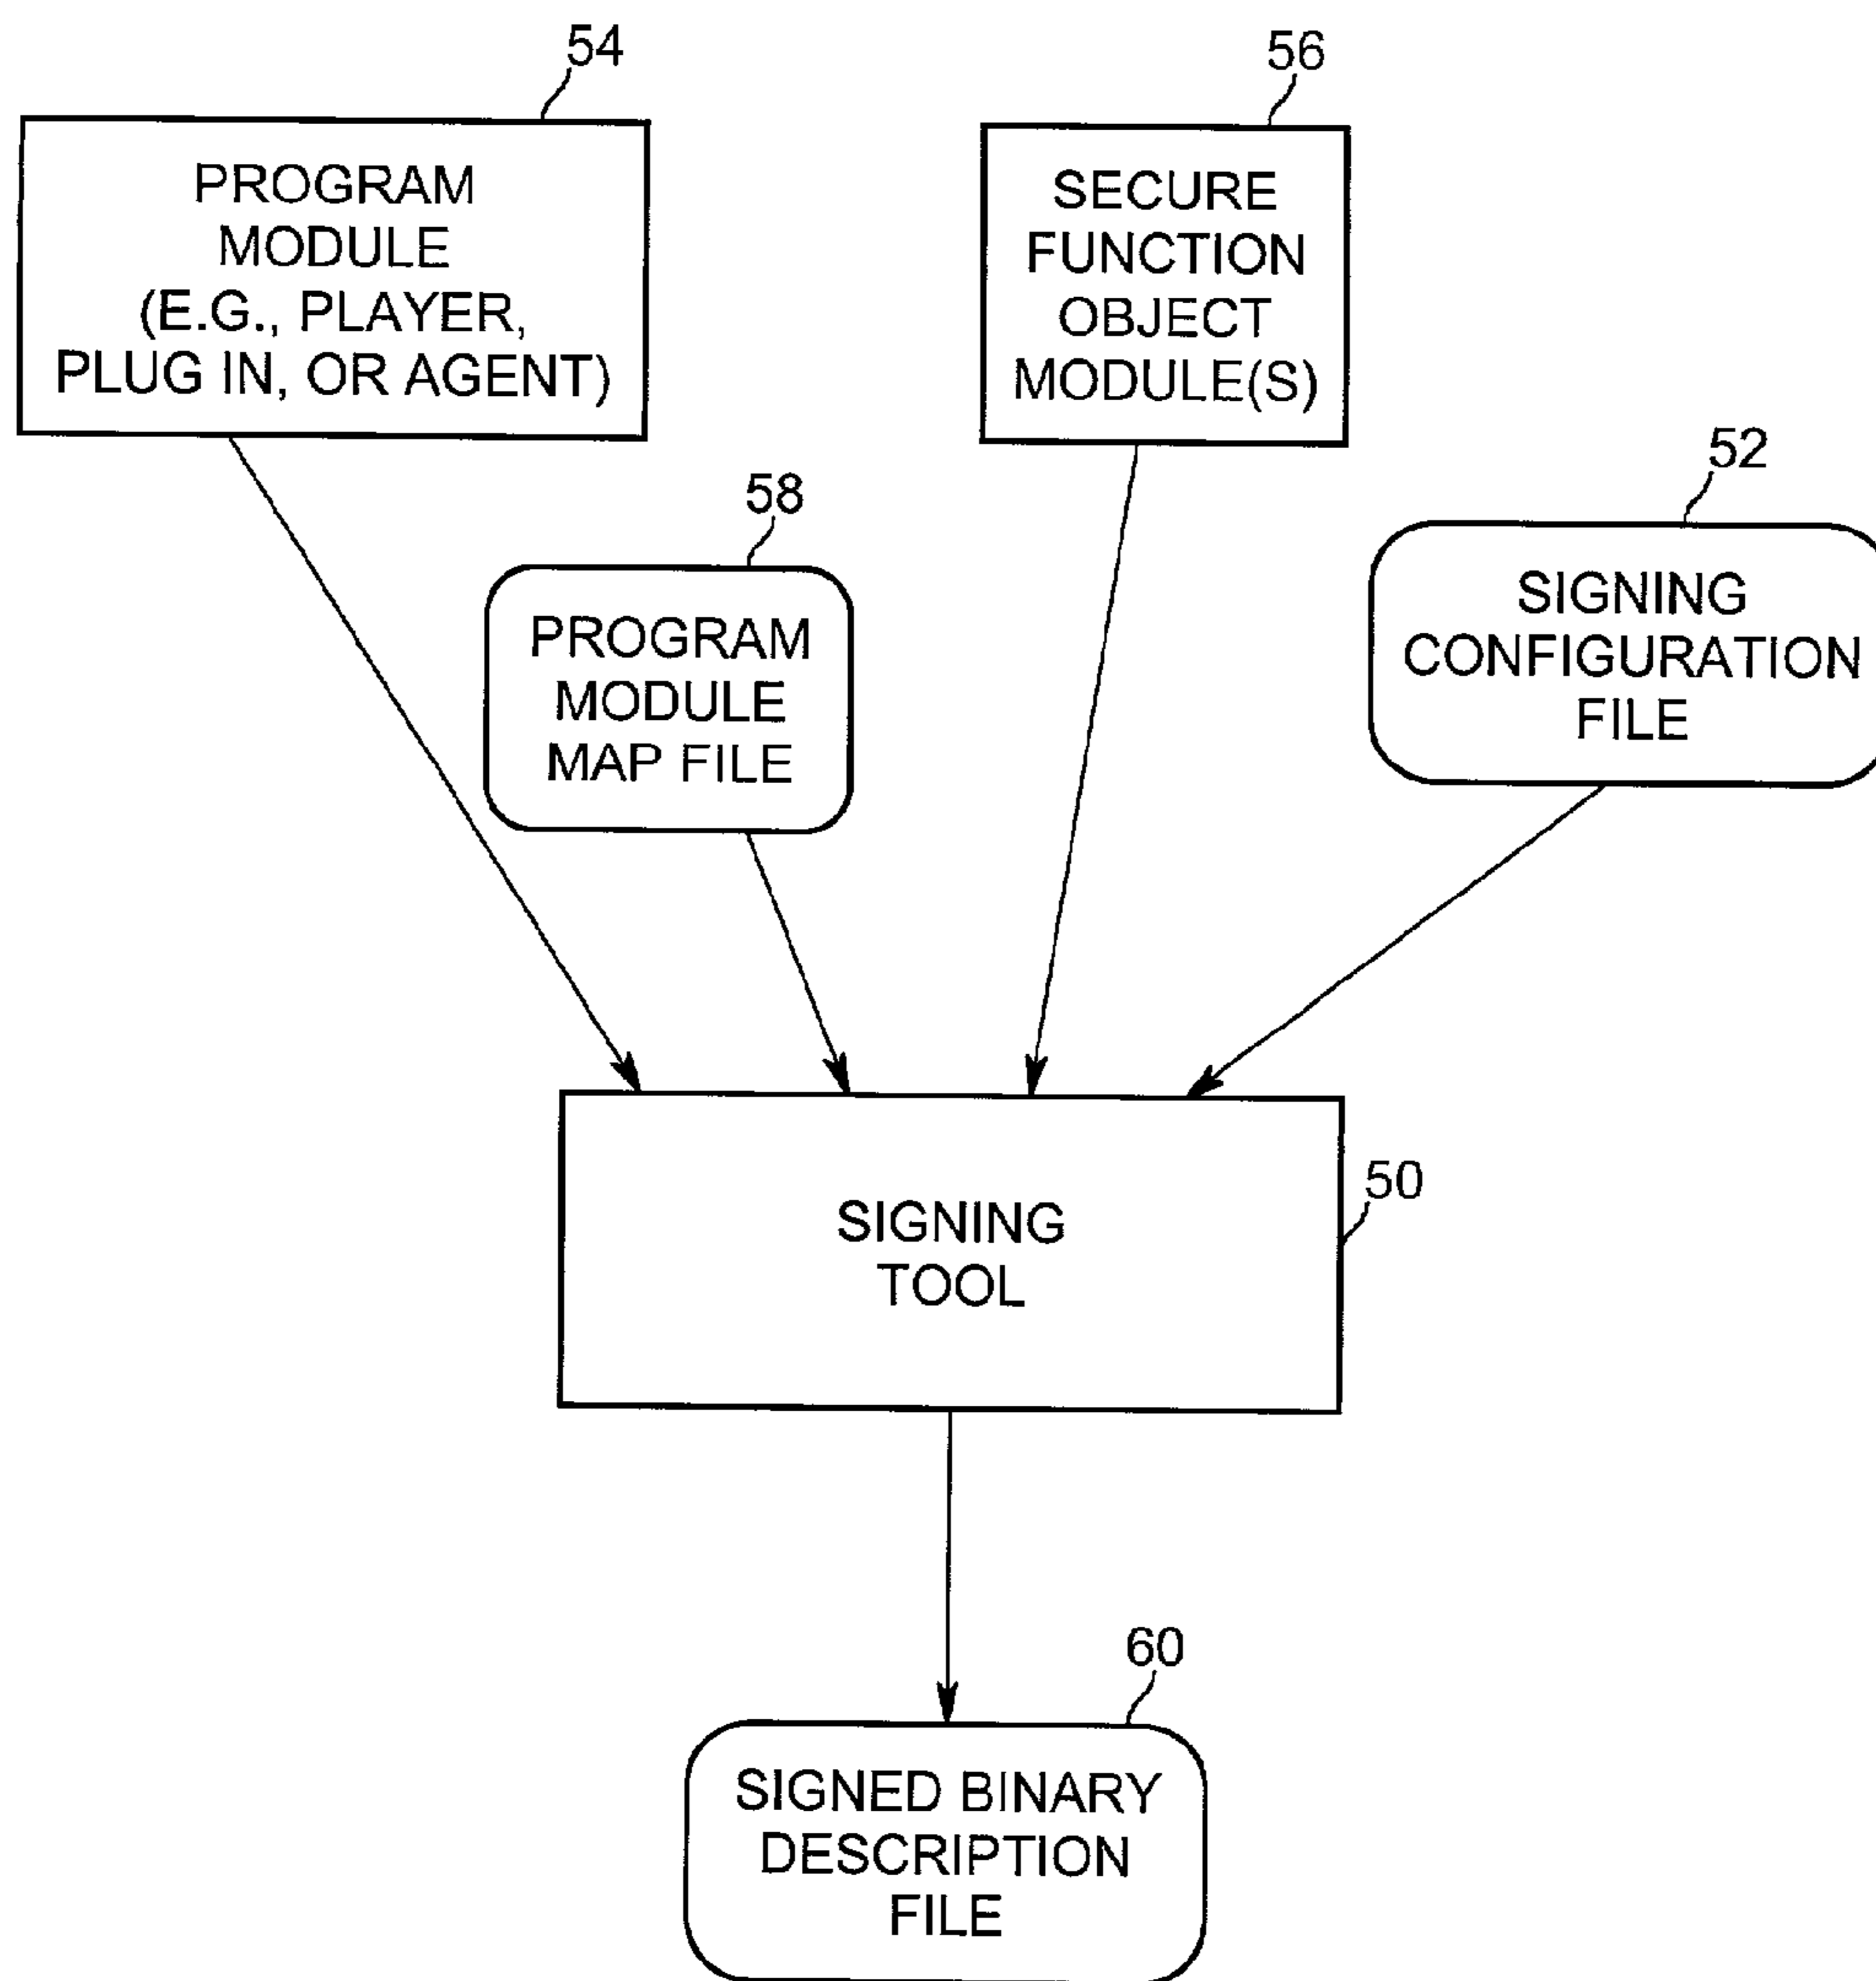 54
PROGRAM
MODULE
(E.G., PLAYER,
PLUG IN, OR AGENT)
56
SECURE
FUNCTION
OBJECT
MODULE(S)
58
PROGRAM
MODULE
MAP FILE
52
SIGNING
CONFIGURATION
FILE
50
SIGNING
TOOL
60
SIGNED BINARY
DESCRIPTION
FILE